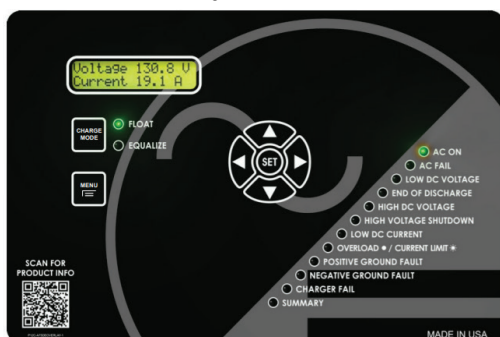 Voltage 130.8 V
Current 19.1 A
CHARGE
MODE
FLOAT
EQUALIZE
MENU
SET
AC ON
AC FAIL
LOW DC VOLTAGE
END OF DISCHARGE
HIGH DC VOLTAGE
HIGH VOLTAGE SHUTDOWN
LOW DC CURRENT
OVERLOAD ● / CURRENT LIMIT ☀
POSITIVE GROUND FAULT
NEGATIVE GROUND FAULT
CHARGER FAIL
SUMMARY
SCAN FOR
PRODUCT INFO
MADE IN USA